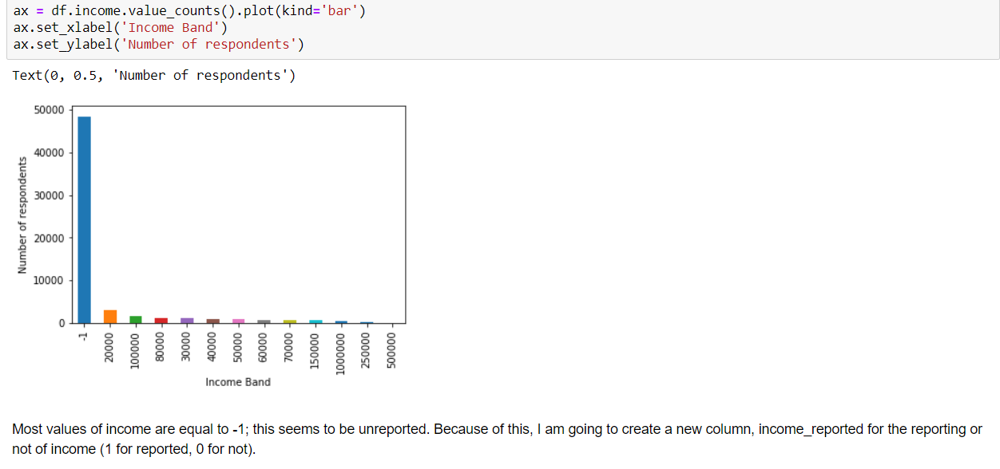 ax = df.income.value_counts().plot(kind='bar')
ax.set_xlabel('Income Band')
ax.set_ylabel('Number of respondents')
Text(0, 0.5, 'Number of respondents')
50000
40000
30000
20000
10000
0
Number of respondents
-1
20000
100000
80000
30000
40000
50000
60000
70000
150000
1000000
250000
500000
Income Band
Most values of income are equal to -1; this seems to be unreported. Because of this, I am going to create a new column, income_reported for the reporting or
not of income (1 for reported, 0 for not).